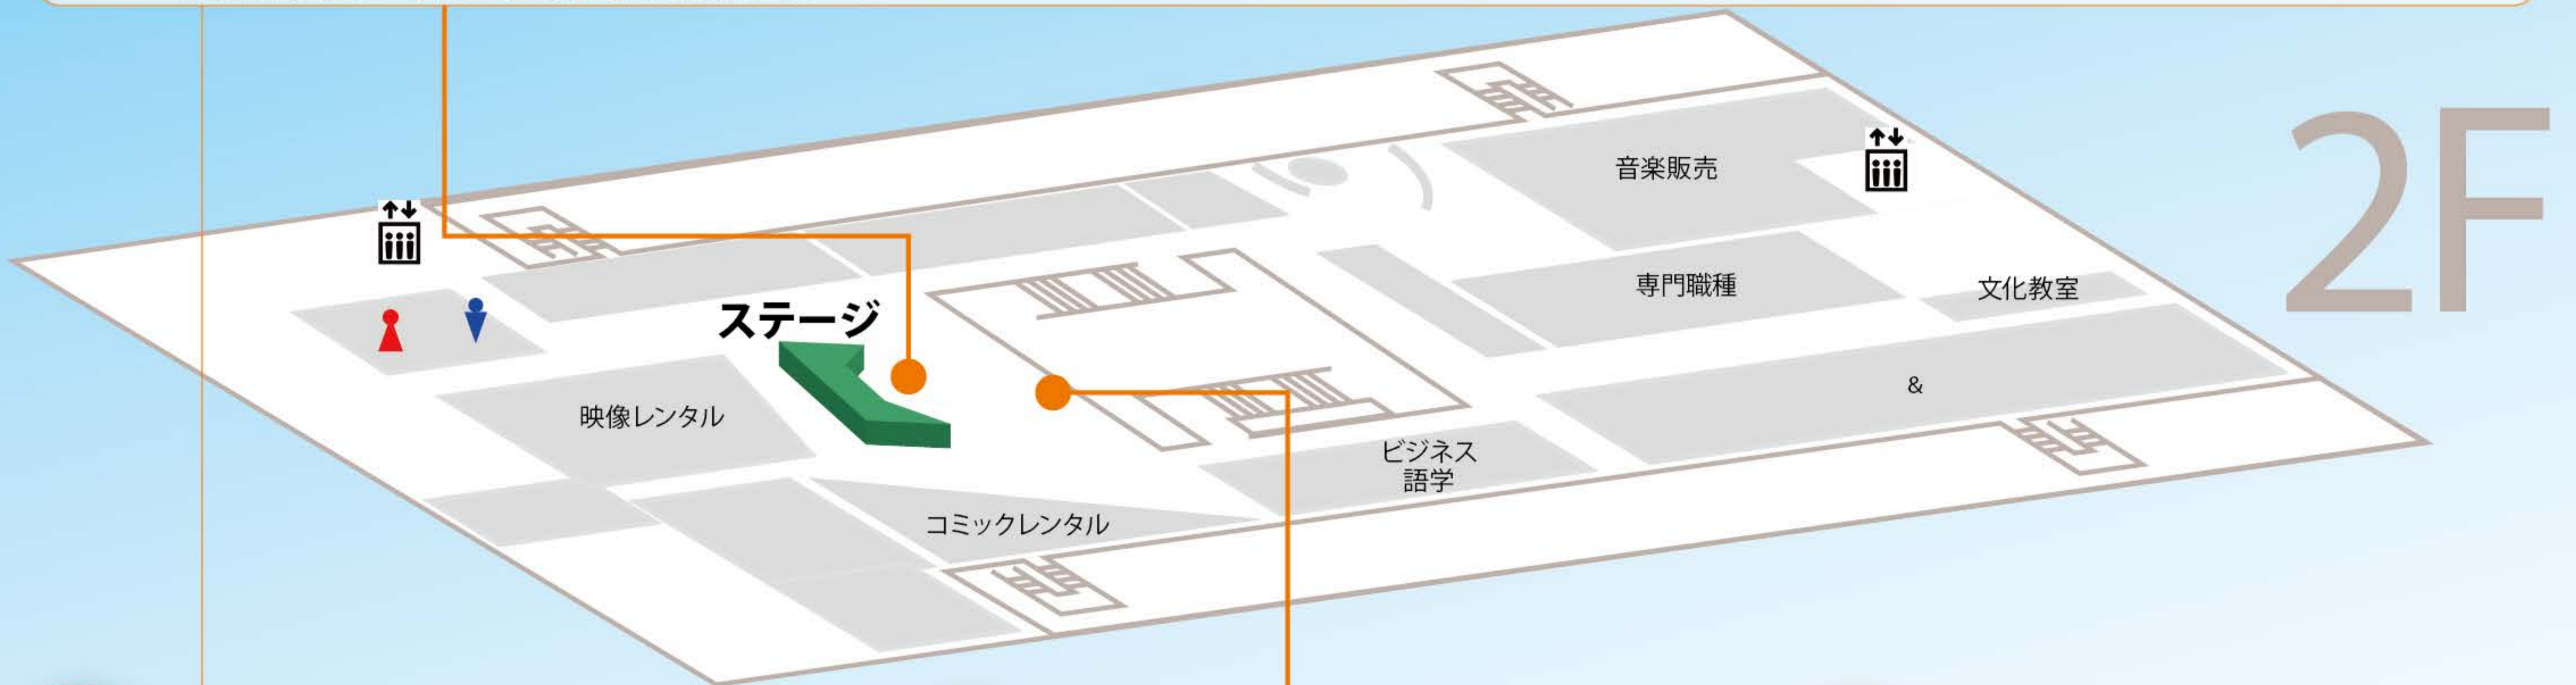 2F
音楽販売
専門職種
文化教室
ステージ
&
映像レンタル
ビジネス
語学
コミックレンタル